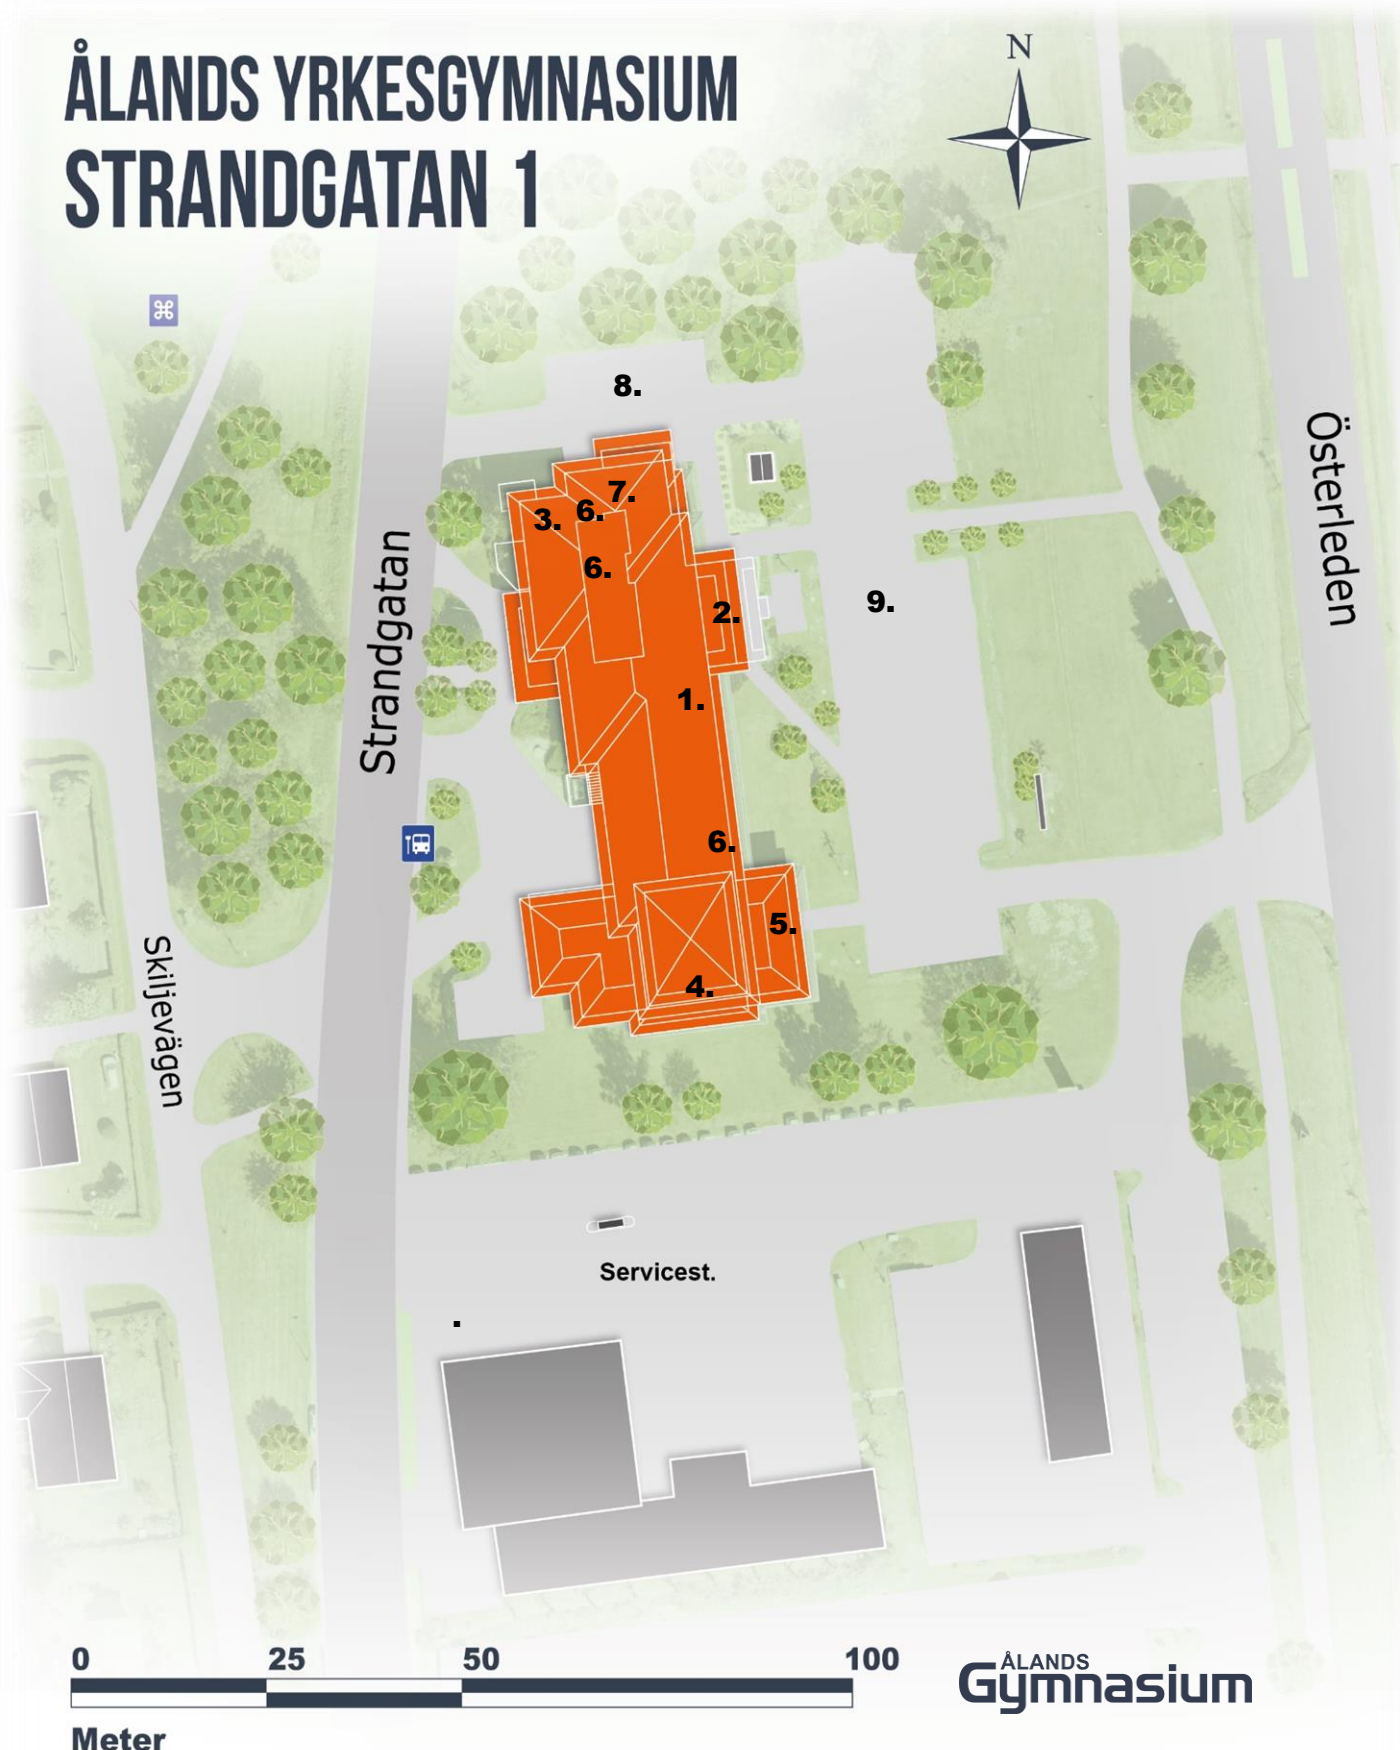 ÅLANDS YRKESGYMNASIUM
STRANDGATAN 1
N
⌘
8.
7.
3.
6.
6.
2.
9.
1.
6.
5.
4.
Strandgatan
Österleden
Skiljevägen
Servicest.
.
0 25 50 100
Meter
ÅLANDS
Gymnasium